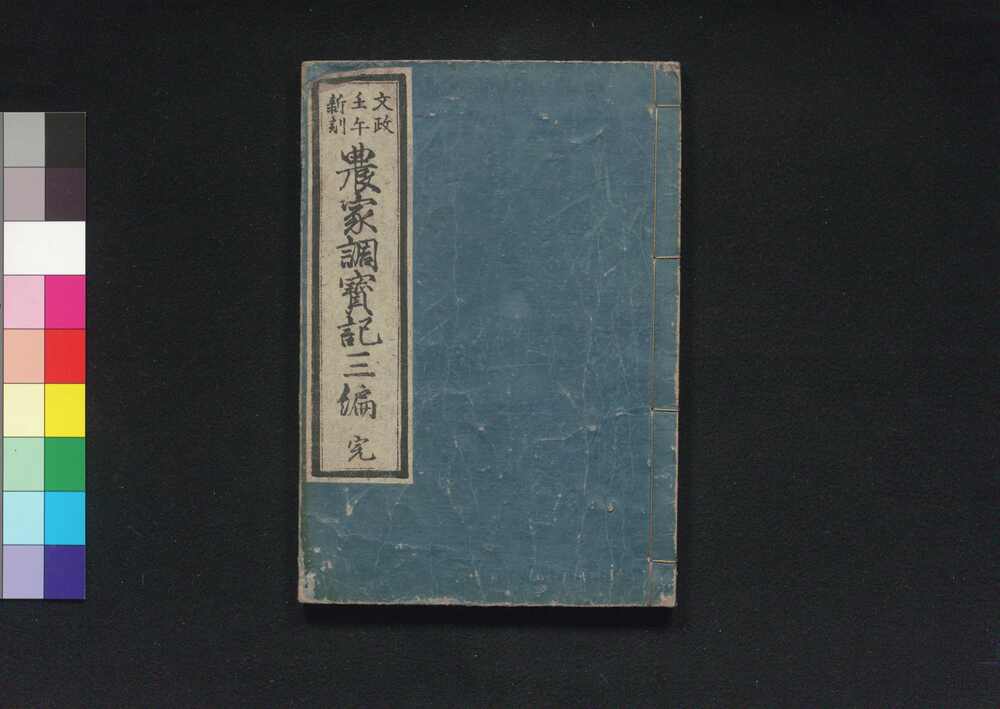 文政
壬午
新刻
農家調寶記三編
完